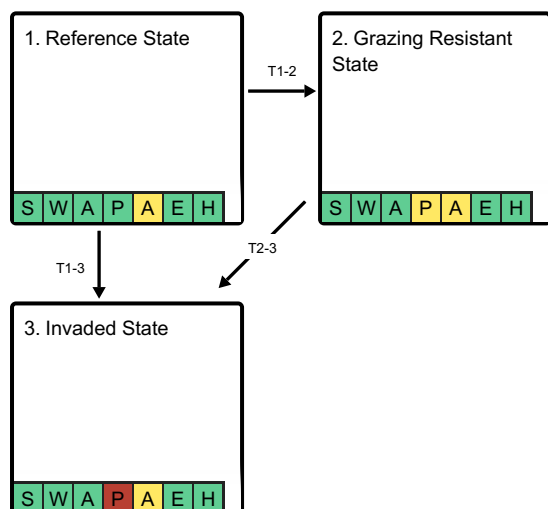 1. Reference State
T1-2
2. Grazing Resistant
State
S W A P A E H
S W A P A E H
T1-3
T2-3
3. Invaded State
S W A P A E H